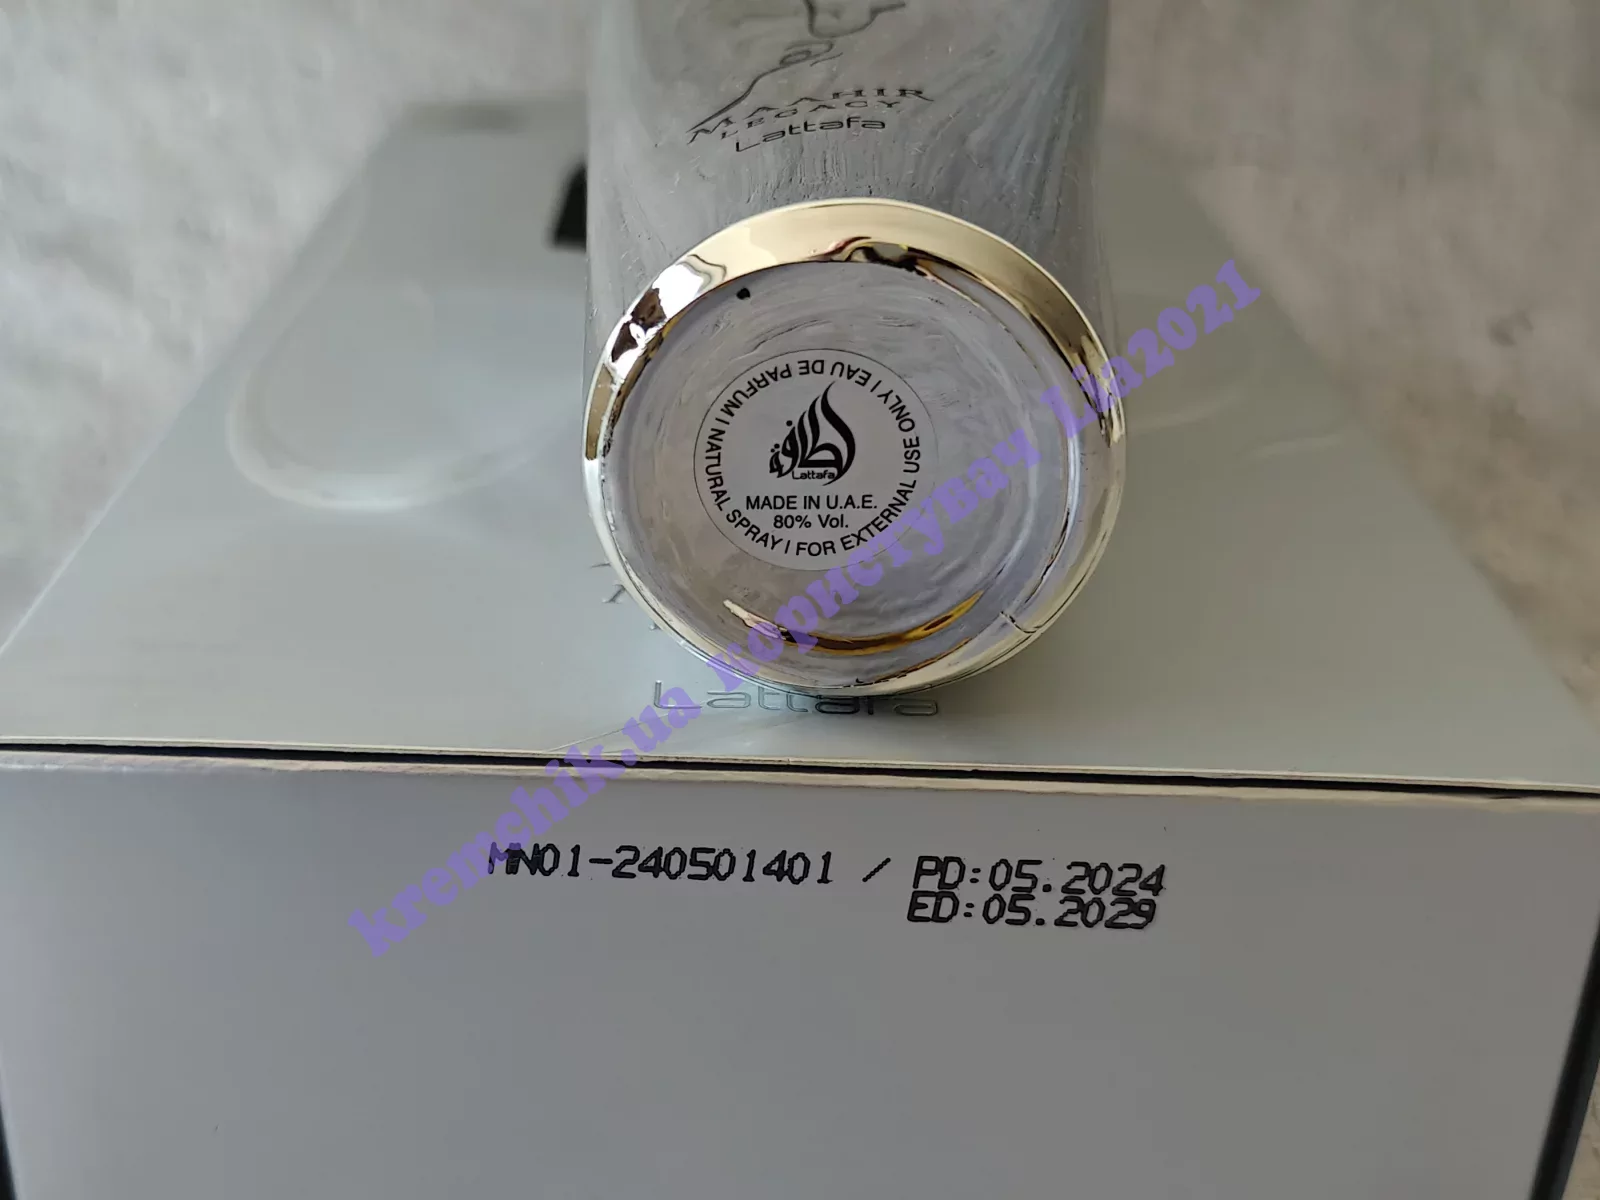 MAAHIR
LEGACY
Lattafa
EAU DE PARFUM | NATURAL SPRAY | FOR EXTERNAL USE ONLY |
لطافة
Lattafa
MADE IN U.A.E.
80% Vol.
Lattafa
MN01-240501401 / PD:05.2024
ED:05.2029
kremchik.ua користувач Lia2021